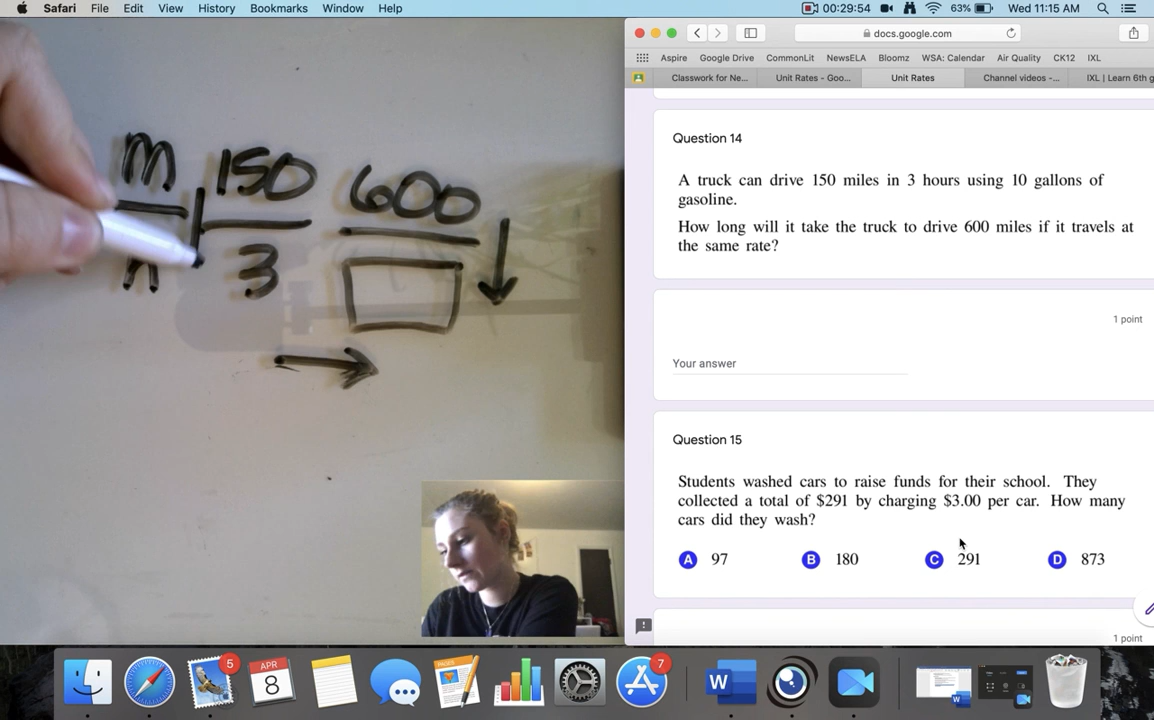 Safari File Edit View History Bookmarks Window Help 00:29:54 63% Wed 11:15 AM
docs.google.com
Aspire Google Drive CommonLit NewsELA Bloomz WSA: Calendar Air Quality CK12 IXL
Classwork for Ne... Unit Rates - Goo... Unit Rates Channel videos -... IXL | Learn 6th g
M 150 600
3
Question 14
A truck can drive 150 miles in 3 hours using 10 gallons of
gasoline.
How long will it take the truck to drive 600 miles if it travels at
the same rate?
1 point
Your answer
Question 15
Students washed cars to raise funds for their school. They
collected a total of $291 by charging $3.00 per car. How many
cars did they wash?
A 97 B 180 C 291 D 873
1 point
5 APR 8 PAGES 7 W